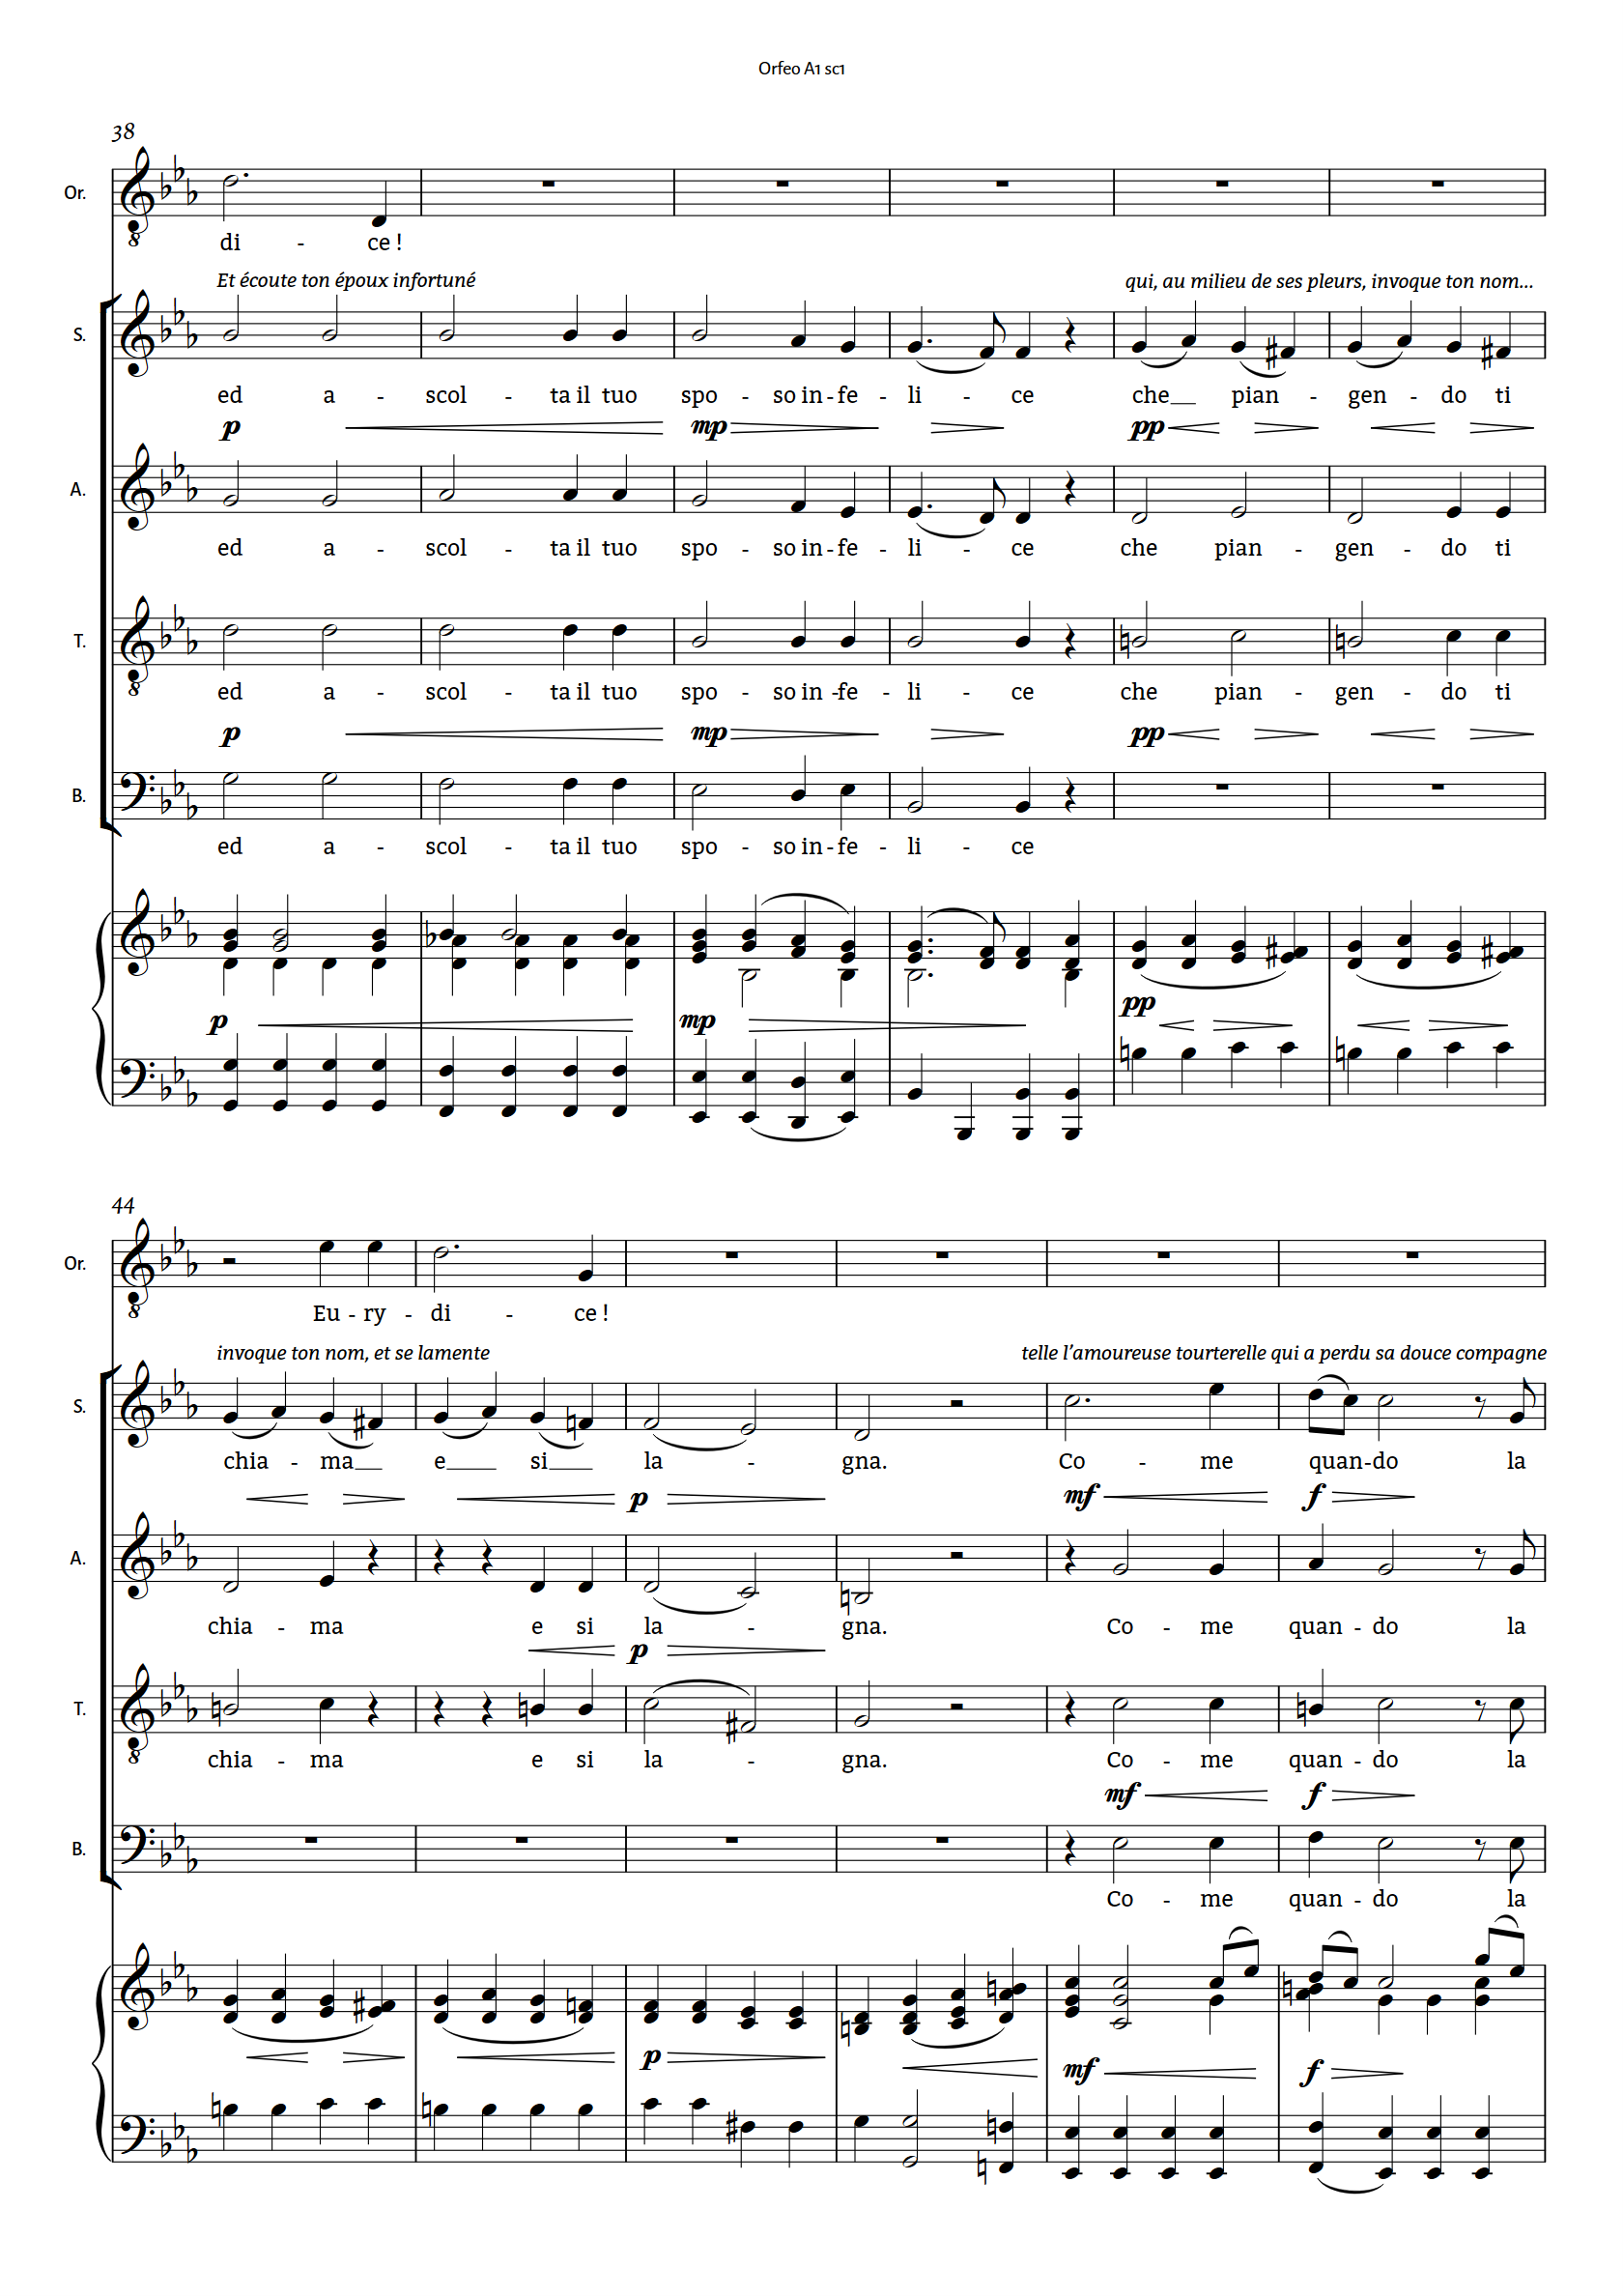 Orfeo A1 sc1
38
Or.
di - ce !
Et écoute ton époux infortuné qui, au milieu de ses pleurs, invoque ton nom...
S.
ed a - scol - ta il tuo spo - so in - fe - li - ce che pian - gen - do ti
p mp pp
A.
ed a - scol - ta il tuo spo - so in - fe - li - ce che pian - gen - do ti
T.
ed a - scol - ta il tuo spo - so in - fe - li - ce che pian - gen - do ti
p mp pp
B.
ed a - scol - ta il tuo spo - so in - fe - li - ce
p mp pp
44
Or.
Eu - ry - di - ce !
invoque ton nom, et se lamente telle l'amoureuse tourterelle qui a perdu sa douce compagne
S.
chia - ma e si la - gna. Co - me quan - do la
p mf f
A.
chia - ma e si la - gna. Co - me quan - do la
p
T.
chia - ma e si la - gna. Co - me quan - do la
mf f
B.
Co - me quan - do la
p mf f